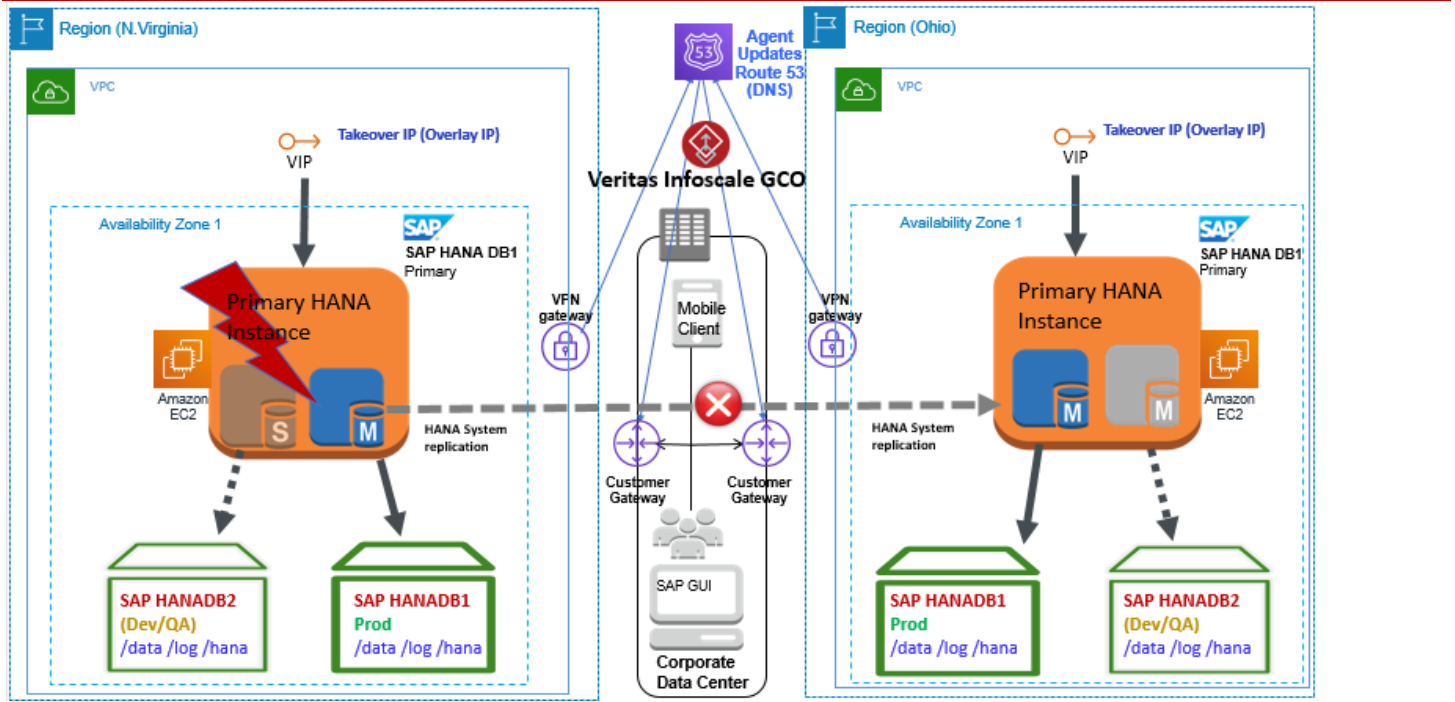 Region (N.Virginia)
VPC
Takeover IP (Overlay IP)
VIP
Availability Zone 1
SAP
SAP HANA DB1
Primary
Primary HANA
Instance
Amazon
EC2
S
M
HANA System
replication
SAP HANADB2
(Dev/QA)
/data /log /hana
SAP HANADB1
Prod
/data /log /hana
VPN
gateway
53
Agent
Updates
Route 53
(DNS)
Veritas Infoscale GCO
Mobile
Client
Customer
Gateway
Customer
Gateway
SAP GUI
Corporate
Data Center
VPN
gateway
Region (Ohio)
VPC
Takeover IP (Overlay IP)
VIP
Availability Zone 1
SAP
SAP HANA DB1
Primary
Primary HANA
Instance
M
M
Amazon
EC2
HANA System
replication
SAP HANADB1
Prod
/data /log /hana
SAP HANADB2
(Dev/QA)
/data /log /hana